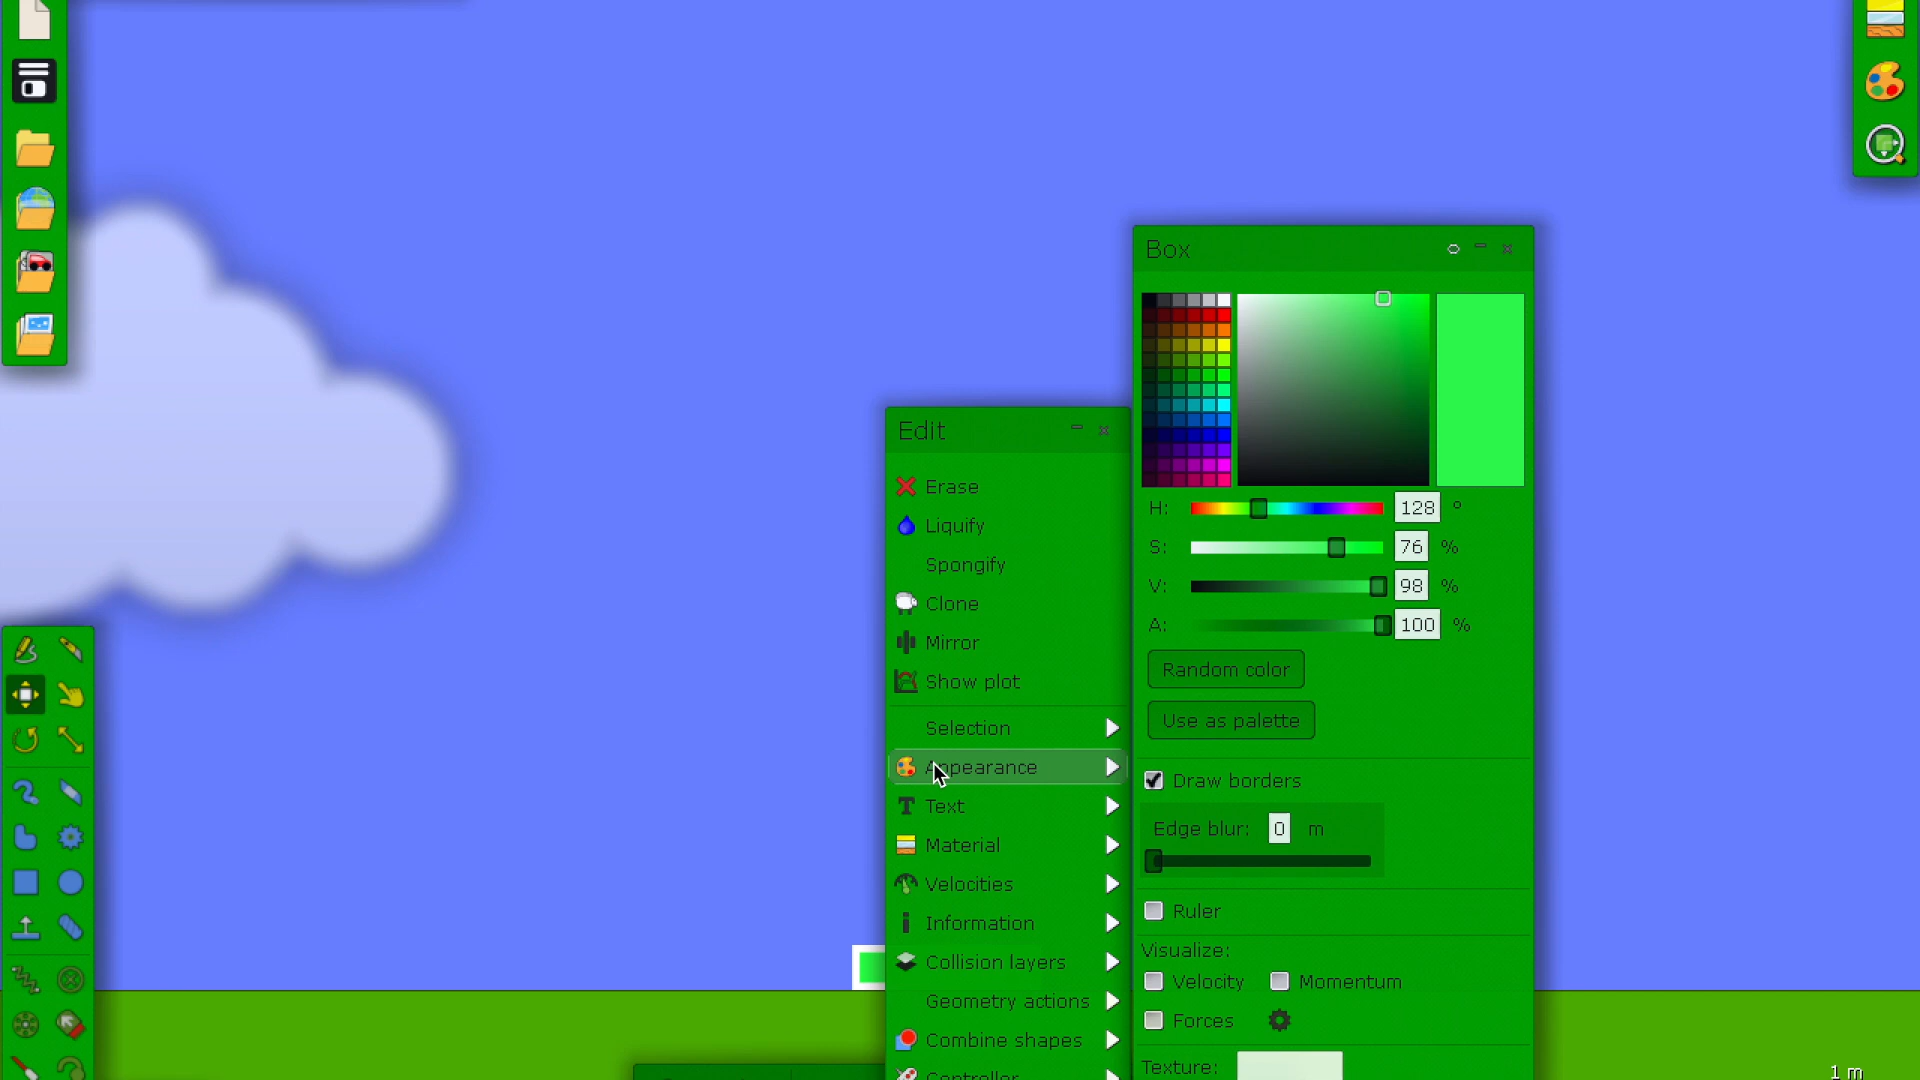 Box
Edit
Erase
Liquify
Spongify
Clone
Mirror
Show plot
Selection
Appearance
Text
Material
Velocities
Information
Collision layers
Geometry actions
Combine shapes
Controller
H: 128 °
S: 76 %
V: 98 %
A: 100 %
Random color
Use as palette
Draw borders
Edge blur: 0 m
Ruler
Visualize:
Velocity Momentum
Forces
Texture:
1 m